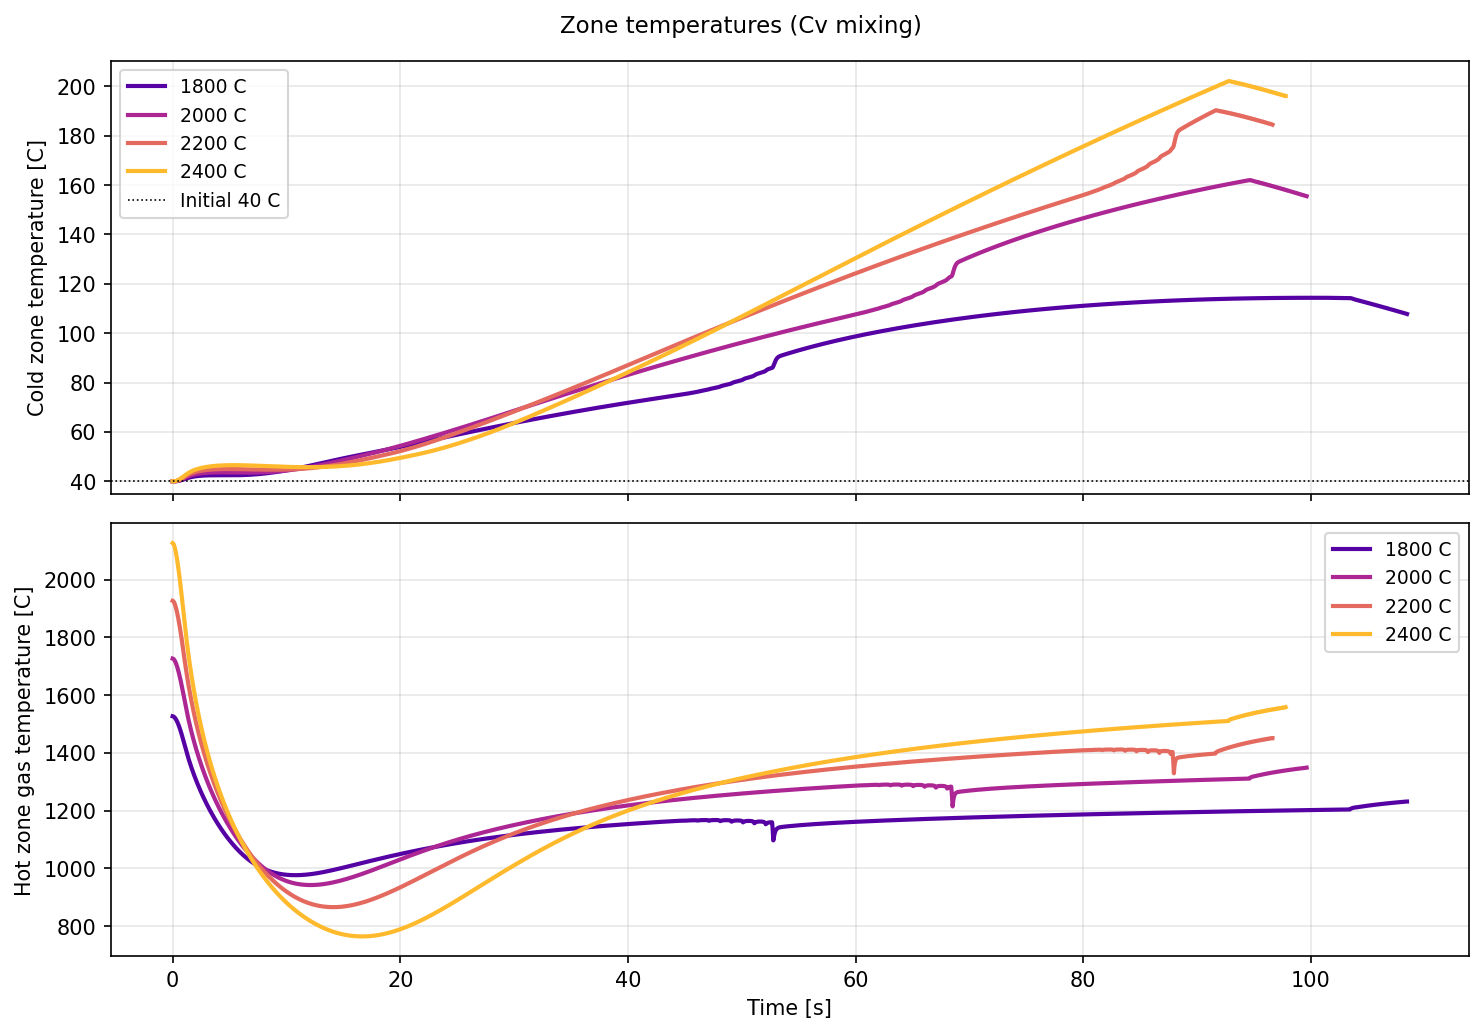 Zone temperatures (Cv mixing)
Cold zone temperature [C]
200
180
160
140
120
100
80
60
40
1800 C
2000 C
2200 C
2400 C
Initial 40 C
Hot zone gas temperature [C]
2000
1800
1600
1400
1200
1000
800
1800 C
2000 C
2200 C
2400 C
0
20
40
60
80
100
Time [s]